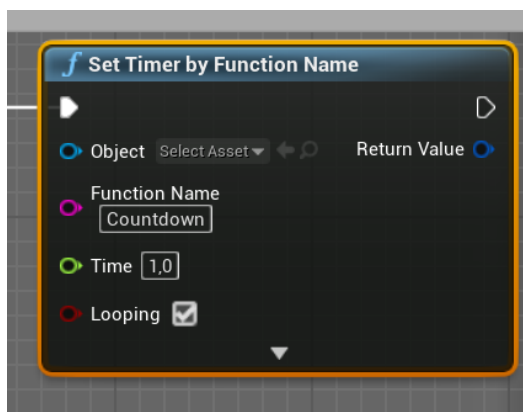 f Set Timer by Function Name
Object Select Asset Return Value
Function Name
Countdown
Time 1,0
Looping